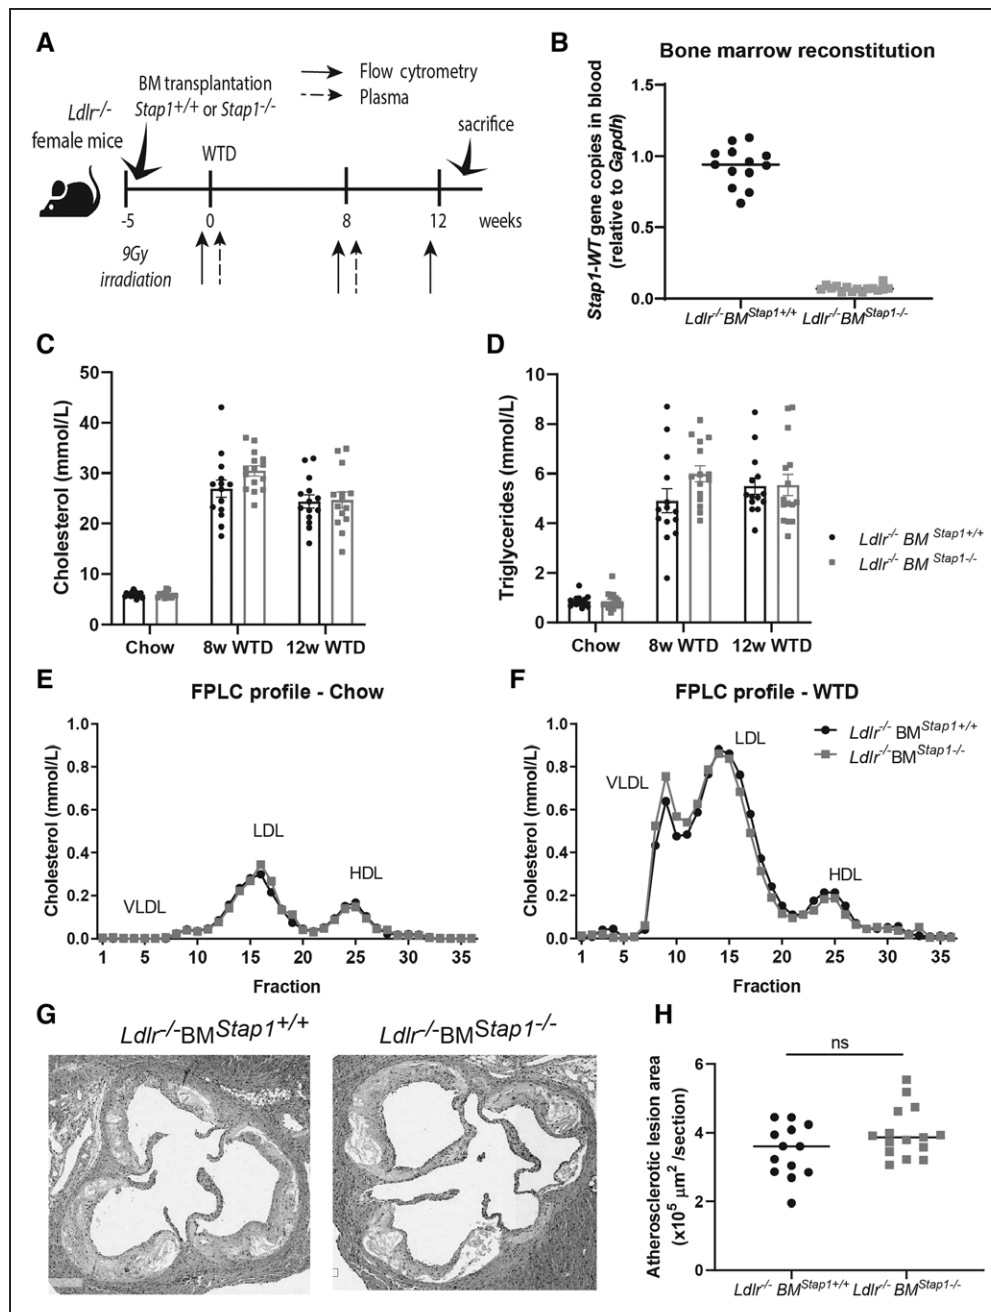 A
BM transplantation
Stap1+/+ or Stap1-/-
Flow cytrometry
Plasma
Ldlr-/-
female mice
WTD
sacrifice
-5 0 8 12 weeks
9Gy
irradiation
B
Bone marrow reconstitution
Stap1-WT gene copies in blood
(relative to Gapdh)
1.5
1.0
0.5
0.0
Ldlr-/-BMStap1+/+ Ldlr-/-BMStap1-/-
C
Cholesterol (mmol/L)
50
40
30
20
10
0
Chow 8w WTD 12w WTD
D
Triglycerides (mmol/L)
10
8
6
4
2
0
Chow 8w WTD 12w WTD
Ldlr-/- BM Stap1+/+
Ldlr-/- BM Stap1-/-
E
FPLC profile - Chow
Cholesterol (mmol/L)
1.0
0.8
0.6
0.4
0.2
0.0
VLDL
LDL
HDL
1 5 10 15 20 25 30 35
Fraction
F
FPLC profile - WTD
Cholesterol (mmol/L)
1.0
0.8
0.6
0.4
0.2
0.0
VLDL
LDL
HDL
Ldlr-/- BMStap1+/+
Ldlr-/-BMStap1-/-
1 5 10 15 20 25 30 35
Fraction
G
Ldlr-/-BMStap1+/+
Ldlr-/-BMStap1-/-
H
Atherosclerotic lesion area
(x10⁵ µm² /section)
ns
6
4
2
0
Ldlr-/- BMStap1+/+ Ldlr-/- BMStap1-/-